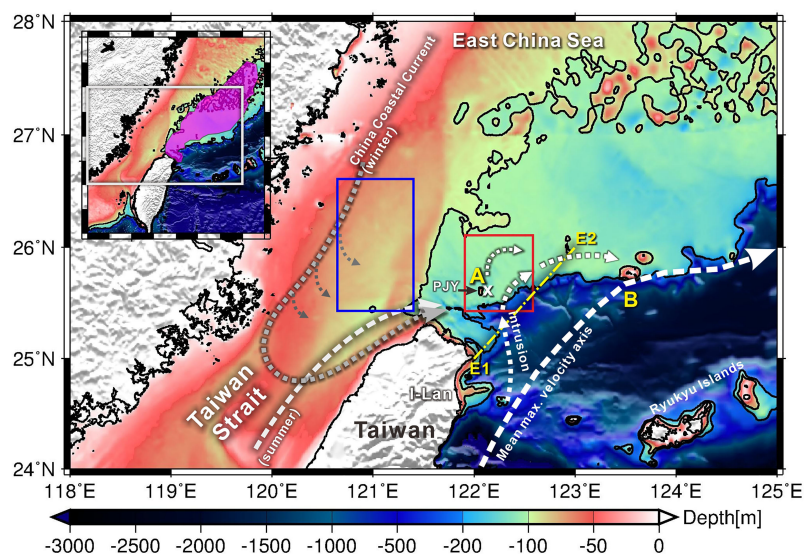 28°N
27°N
26°N
25°N
24°N
East China Sea
China Coastal Current
(winter)
A
PJY
X
E2
B
E1
Intrusion
Mean max. velocity axis
I-Lan
Taiwan
Strait
(summer)
Taiwan
Ryukyu Islands
118°E
119°E
120°E
121°E
122°E
123°E
124°E
125°E
Depth[m]
-3000
-2500
-1500
-1000
-500
-200
-100
-50
0